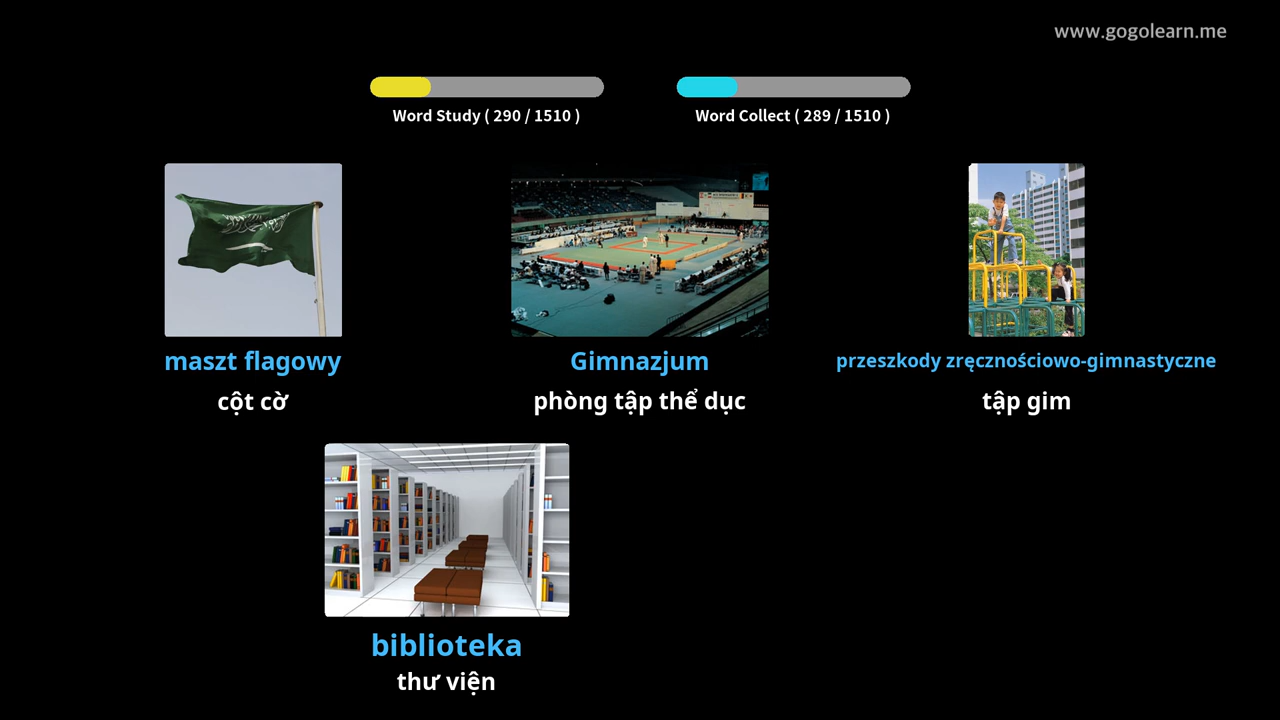 www.gogolearn.me
Word Study ( 290 / 1510 )
Word Collect ( 289 / 1510 )
maszt flagowy
Gimnazjum
przeszkody zręcznościowo-gimnastyczne
cột cờ
phòng tập thể dục
tập gim
biblioteka
thư viện